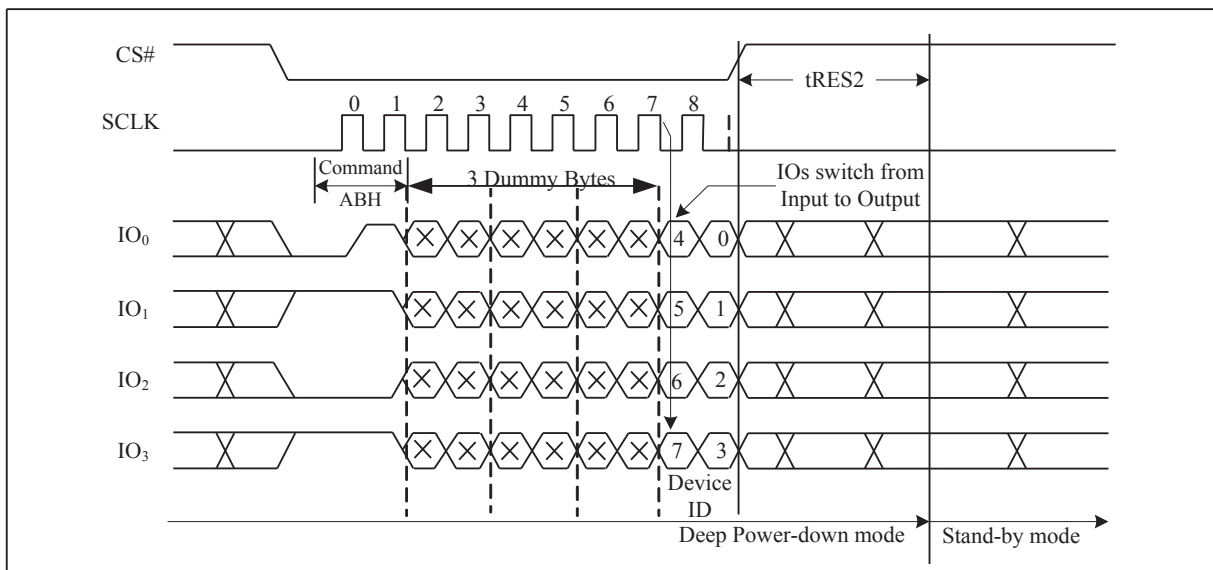 CS#
tRES2
0 1 2 3 4 5 6 7 8
SCLK
Command
ABH
3 Dummy Bytes
IOs switch from
Input to Output
IO0 4 0
IO1 5 1
IO2 6 2
IO3 7 3
Device
ID
Deep Power-down mode
Stand-by mode